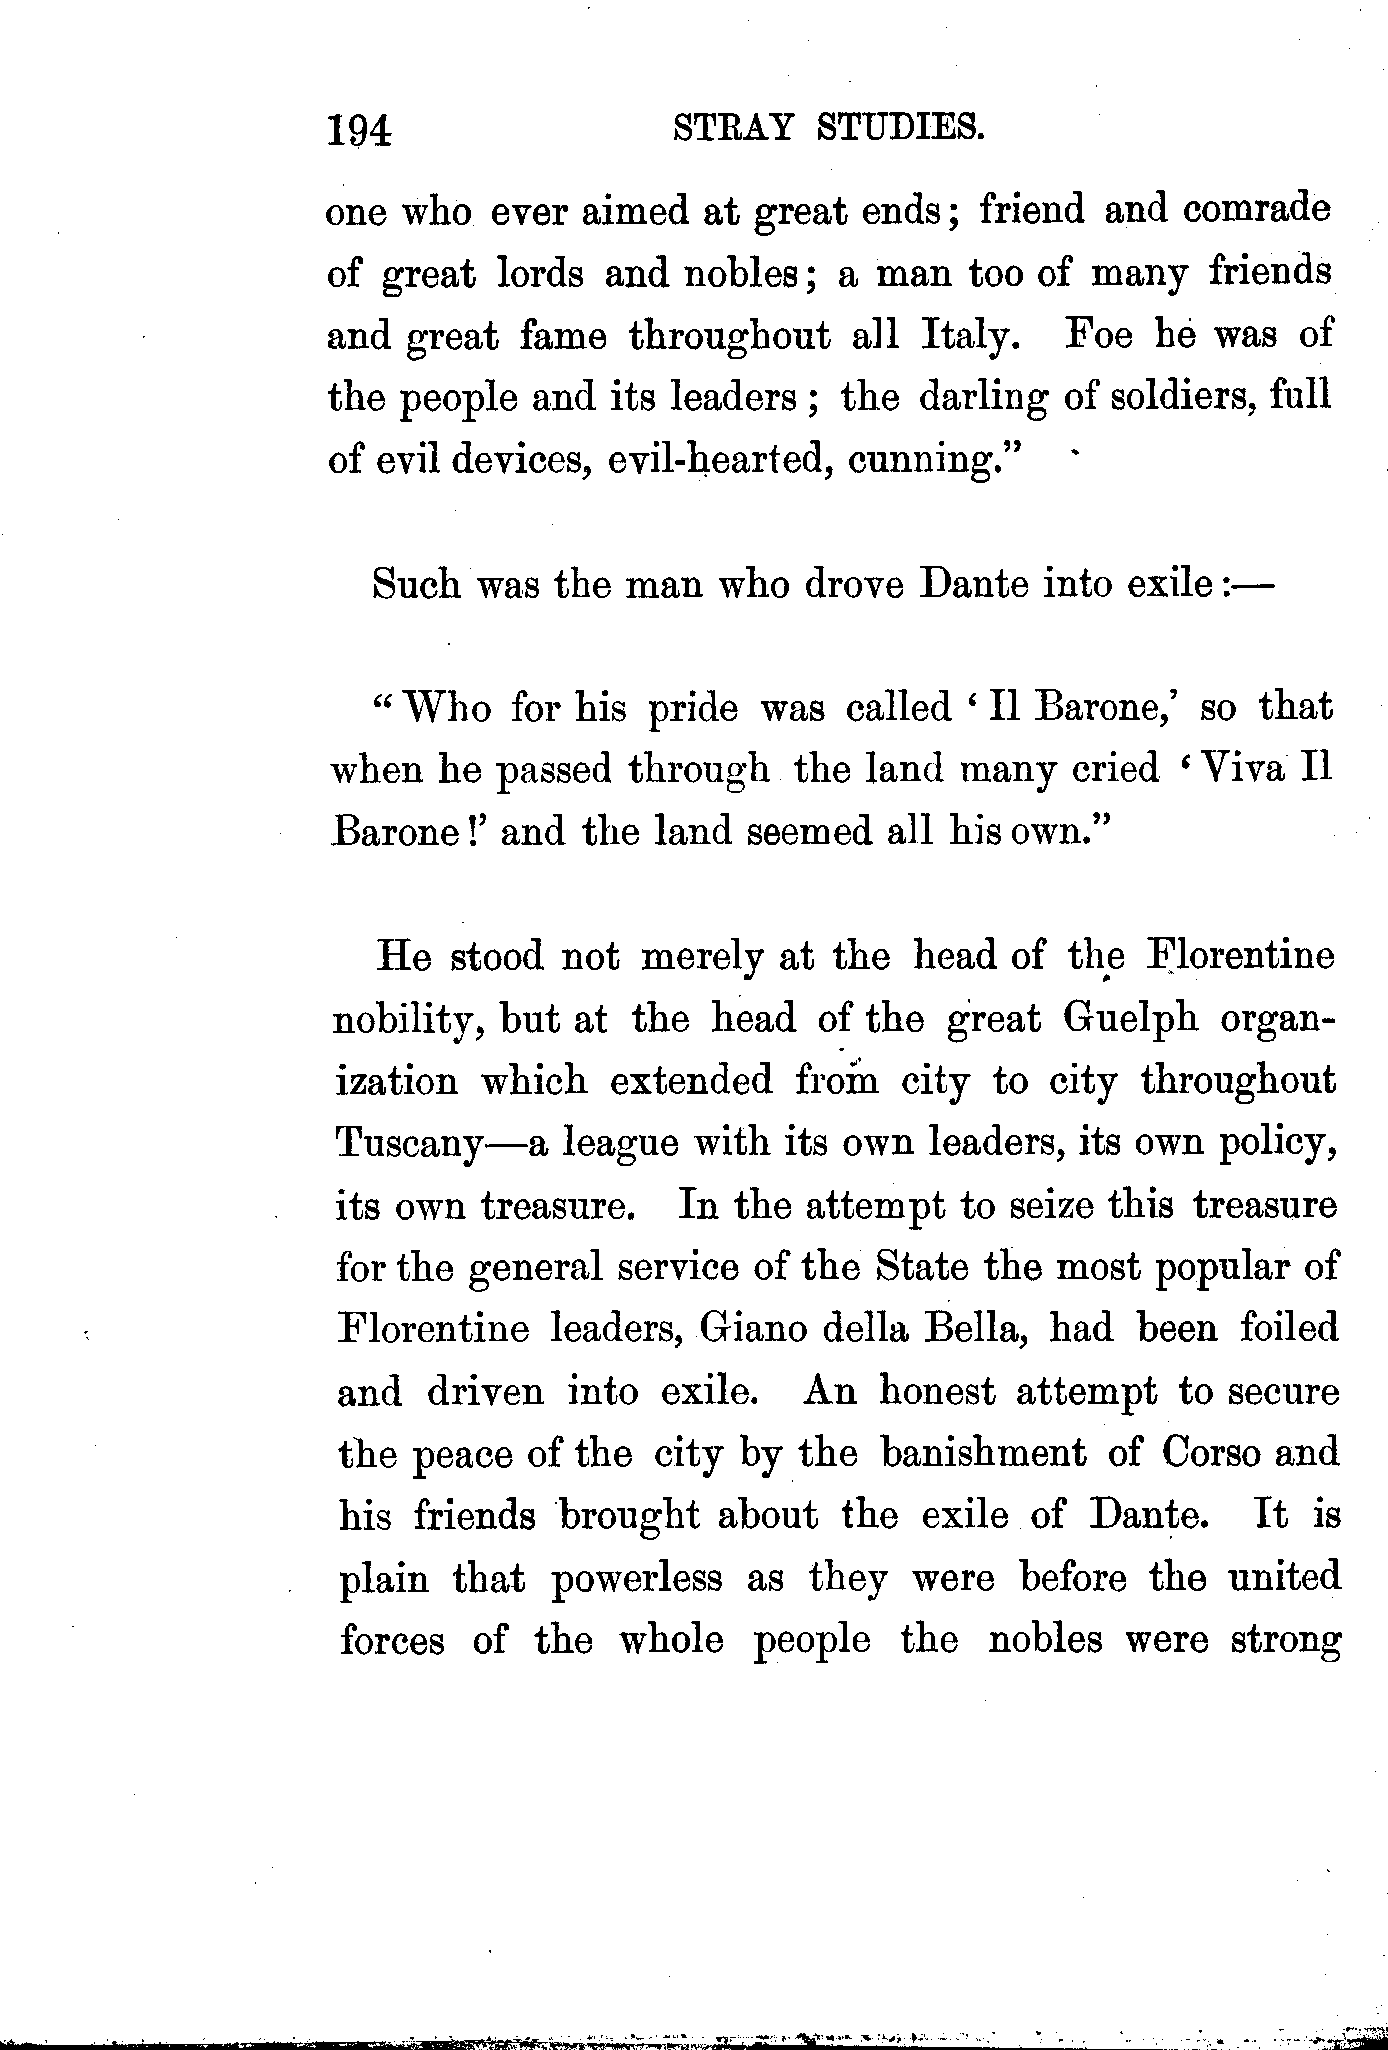 194 STRAY STUDIES.
one who ever aimed at great ends; friend and comrade
of great lords and nobles; a man too of many friends
and great fame throughout all Italy. Foe he was of
the people and its leaders; the darling of soldiers, full
of evil devices, evil-hearted, cunning."
Such was the man who drove Dante into exile:—
"Who for his pride was called 'Il Barone,' so that
when he passed through the land many cried 'Viva Il
Barone!' and the land seemed all his own."
He stood not merely at the head of the Florentine
nobility, but at the head of the great Guelph organ-
ization which extended from city to city throughout
Tuscany—a league with its own leaders, its own policy,
its own treasure. In the attempt to seize this treasure
for the general service of the State the most popular of
Florentine leaders, Giano della Bella, had been foiled
and driven into exile. An honest attempt to secure
the peace of the city by the banishment of Corso and
his friends brought about the exile of Dante. It is
plain that powerless as they were before the united
forces of the whole people the nobles were strong